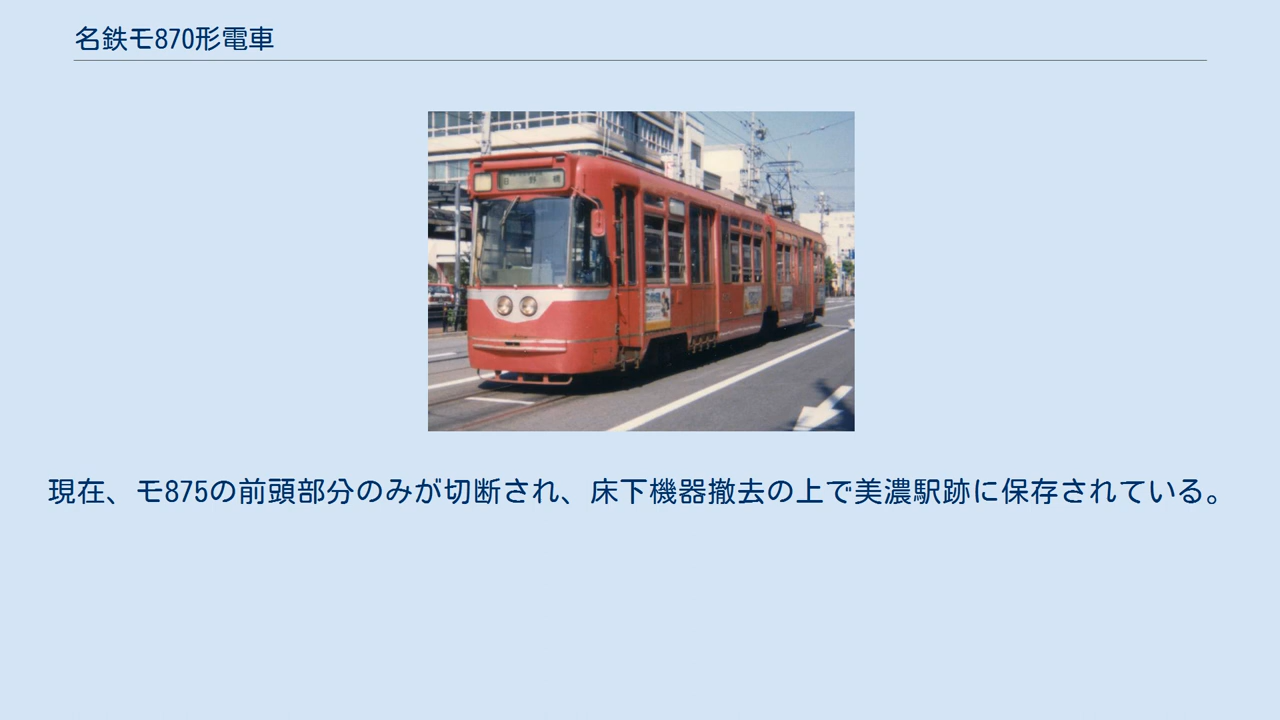 名鉄モ870形電車
現在、モ875の前頭部分のみが切断され、床下機器撤去の上で美濃駅跡に保存されている。